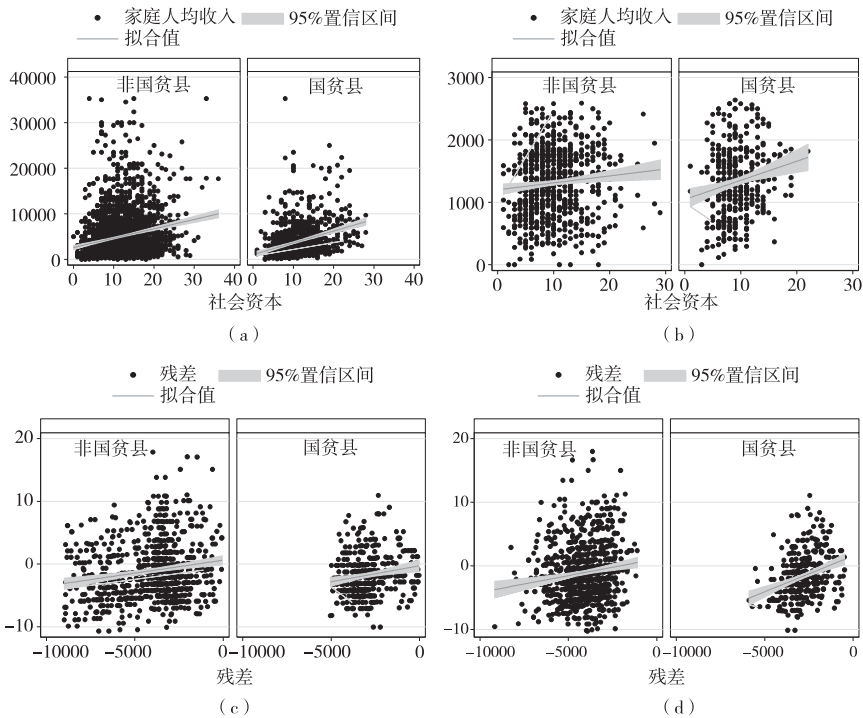 家庭人均收入 95%置信区间
拟合值
非国贫县 国贫县
40000
30000
20000
10000
0
0 10 20 30 40 0 10 20 30 40
社会资本
(a)
家庭人均收入 95%置信区间
拟合值
非国贫县 国贫县
3000
2000
1000
0
0 10 20 30 0 10 20 30
社会资本
(b)
残差 95%置信区间
拟合值
非国贫县 国贫县
20
10
0
−10
−10000 −5000 0 −10000 −5000 0
残差
(c)
残差 95%置信区间
拟合值
非国贫县 国贫县
20
10
0
−10
−10000 −5000 0 −10000 −5000 0
残差
(d)